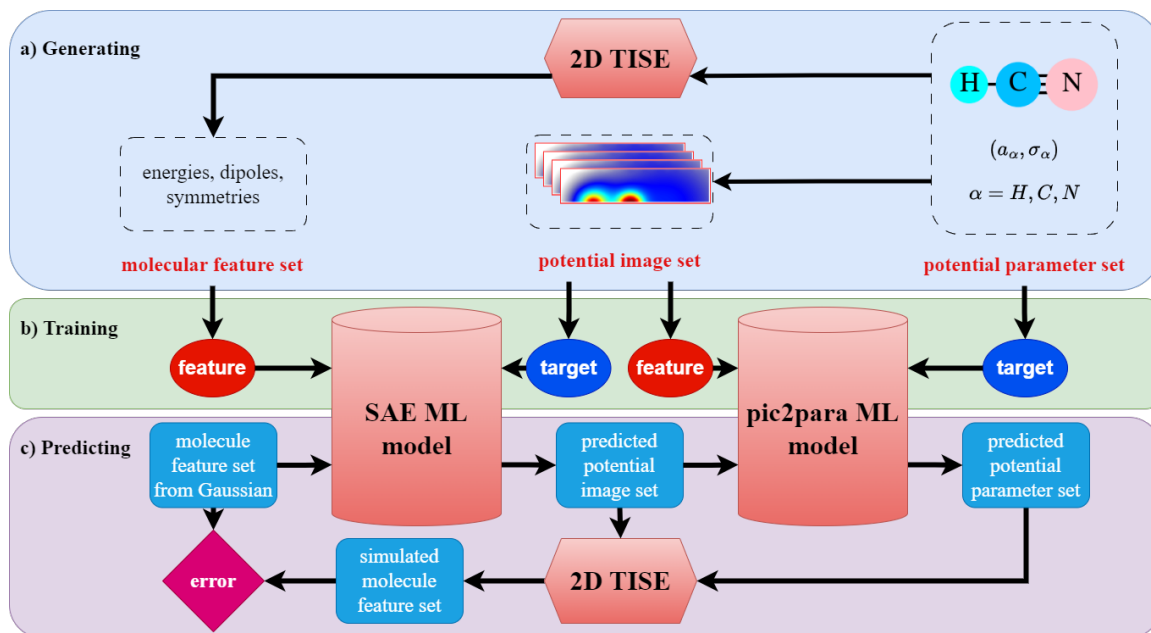 a) Generating
2D TISE
H C N
(aα, σα)
α = H, C, N
energies, dipoles,
symmetries
molecular feature set
potential image set
potential parameter set
b) Training
feature
target
feature
target
SAE ML
model
pic2para ML
model
c) Predicting
molecule
feature set
from Gaussian
predicted
potential
image set
predicted
potential
parameter set
error
simulated
molecule
feature set
2D TISE